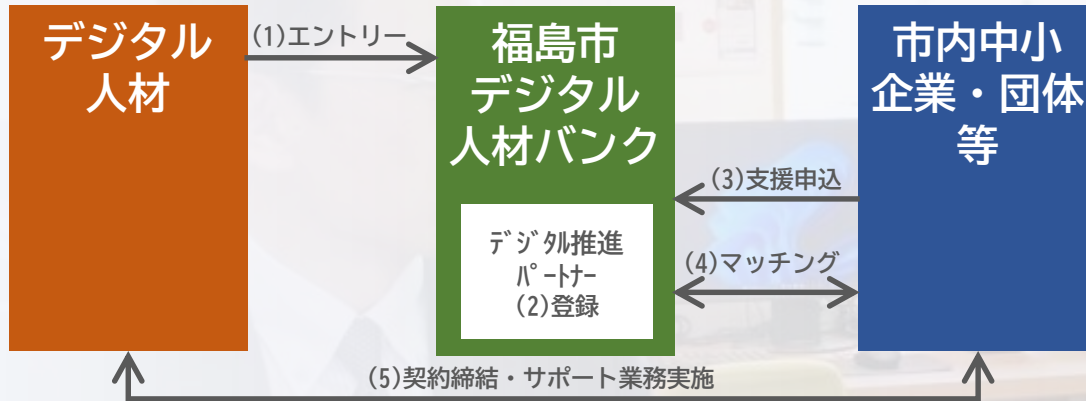 デジタル
人材
(1)エントリー
福島市
デジタル
人材バンク
デジタル推進
パートナー
(2)登録
市内中小
企業・団体
等
(3)支援申込
(4)マッチング
(5)契約締結・サポート業務実施